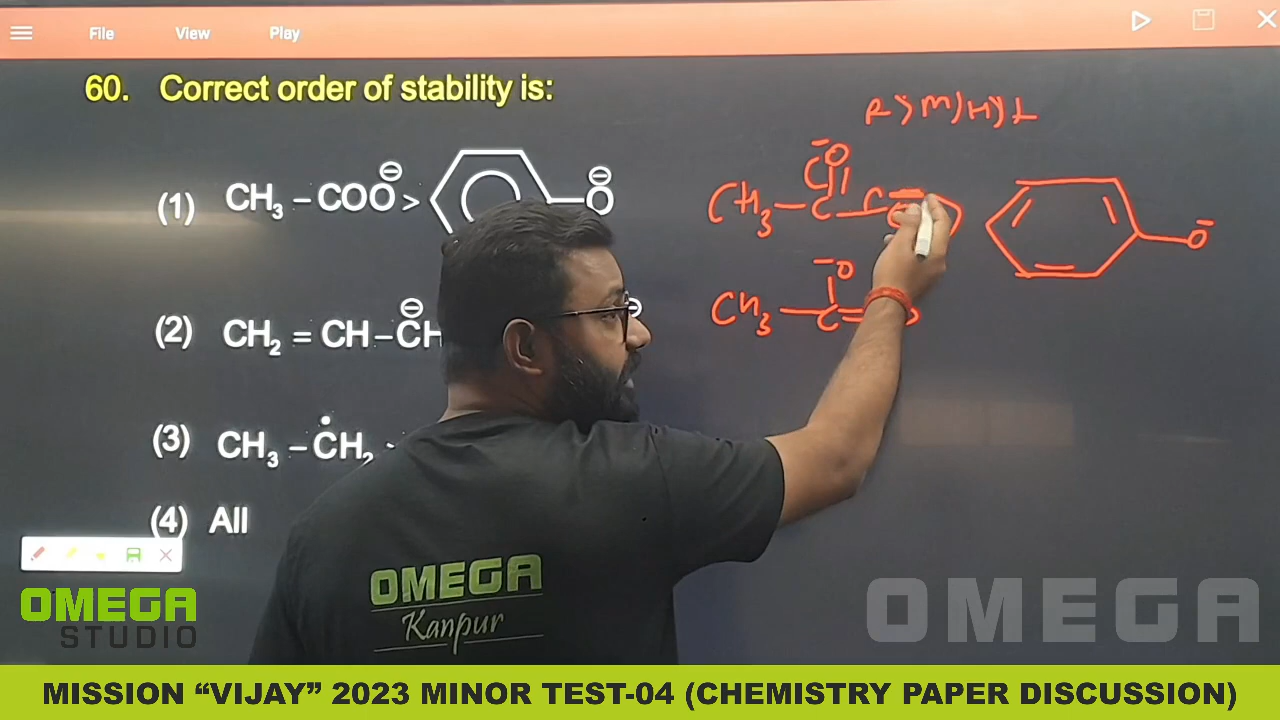 File View Play
60. Correct order of stability is:
R > M > H > I
(1) CH₃ – COO⊖ > O⊖
CH₃ – C
CH₃ – C
O⁻
(2) CH₂ = CH – C⊖H
(3) CH₃ – ĊH₂
(4) All
OMEGA
STUDIO
OMEGA
Kanpur
OMEGA
MISSION “VIJAY” 2023 MINOR TEST-04 (CHEMISTRY PAPER DISCUSSION)